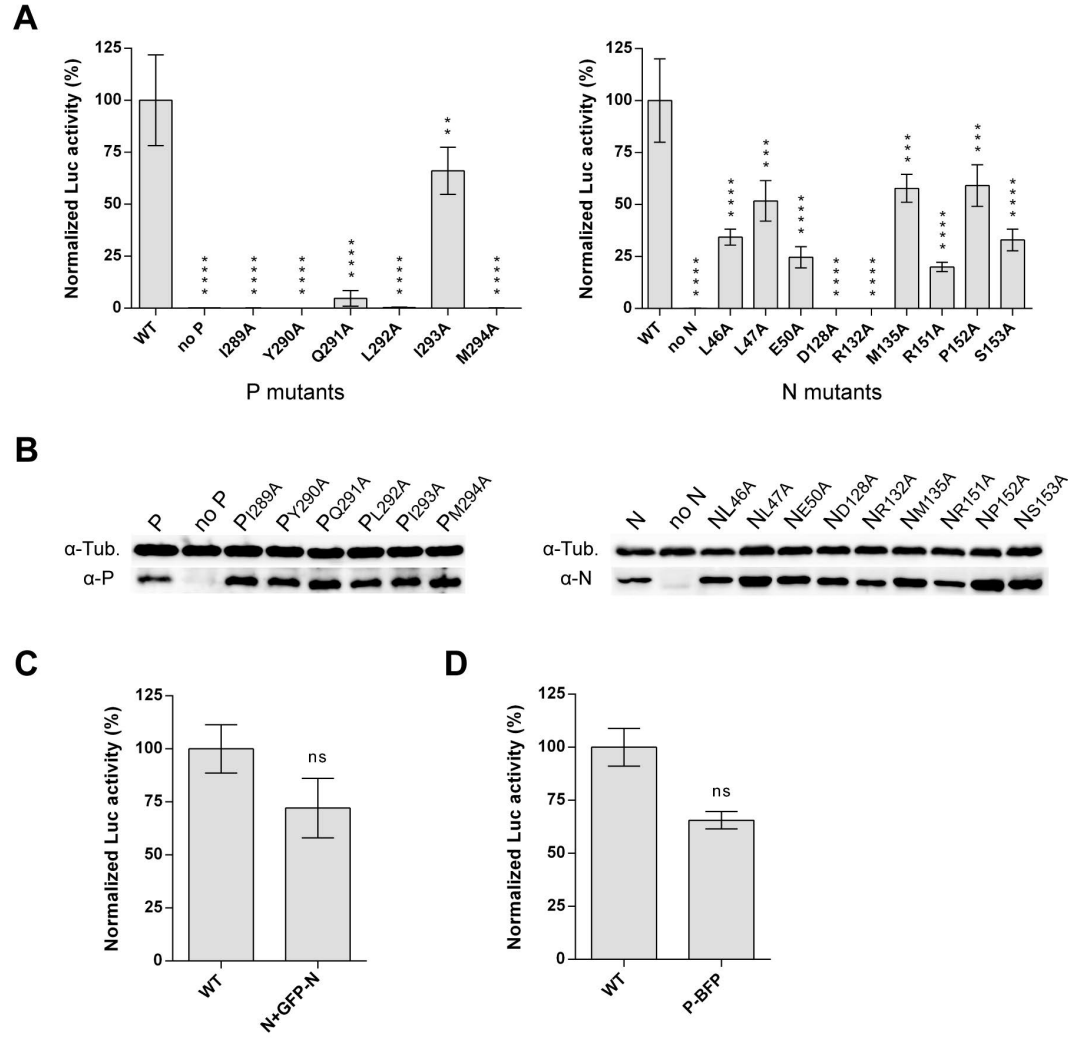 A
Normalized Luc activity (%)
125
100
75
50
25
0
**** **** **** **** **** ** ****
WT no P I289A Y290A Q291A L292A I293A M294A
P mutants
Normalized Luc activity (%)
125
100
75
50
25
0
**** **** *** **** **** **** *** **** *** ****
WT no N L46A L47A E50A D128A R132A M135A R151A P152A S153A
N mutants
B
P no P PI289A PY290A PQ291A PL292A PI293A PM294A
α-Tub.
α-P
N no N NL46A NL47A NE50A ND128A NR132A NM135A NR151A NP152A NS153A
α-Tub.
α-N
C
Normalized Luc activity (%)
125
100
75
50
25
0
ns
WT N+GFP-N
D
Normalized Luc activity (%)
125
100
75
50
25
0
ns
WT P-BFP